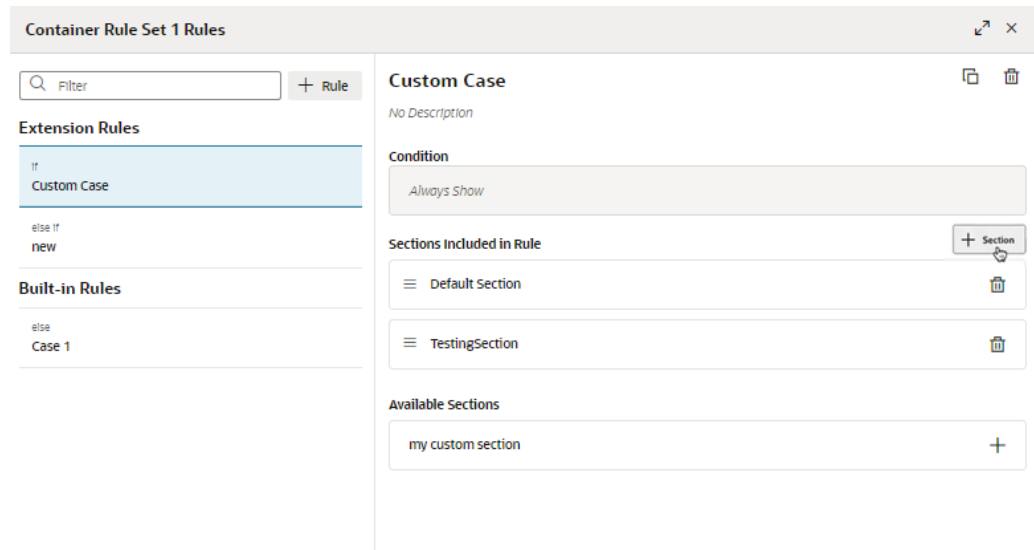 Container Rule Set 1 Rules
Filter
+ Rule
Extension Rules
if
Custom Case
else if
new
Built-in Rules
else
Case 1
Custom Case
No Description
Condition
Always Show
Sections Included in Rule
+ Section
Default Section
TestingSection
Available Sections
my custom section